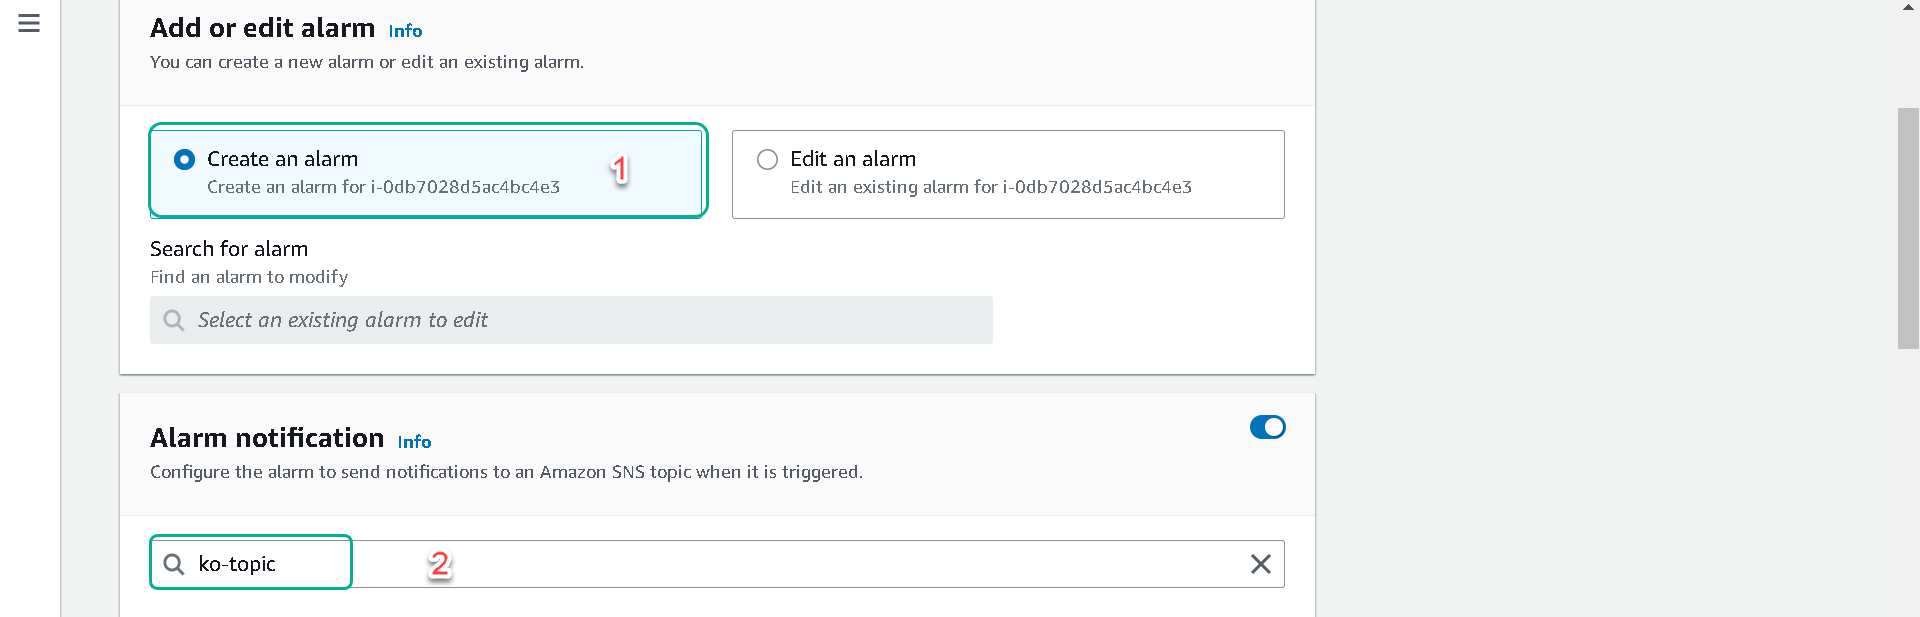 Add or edit alarm Info
You can create a new alarm or edit an existing alarm.
Create an alarm
Create an alarm for i-0db7028d5ac4bc4e3
1
Edit an alarm
Edit an existing alarm for i-0db7028d5ac4bc4e3
Search for alarm
Find an alarm to modify
Select an existing alarm to edit
Alarm notification Info
Configure the alarm to send notifications to an Amazon SNS topic when it is triggered.
ko-topic 2